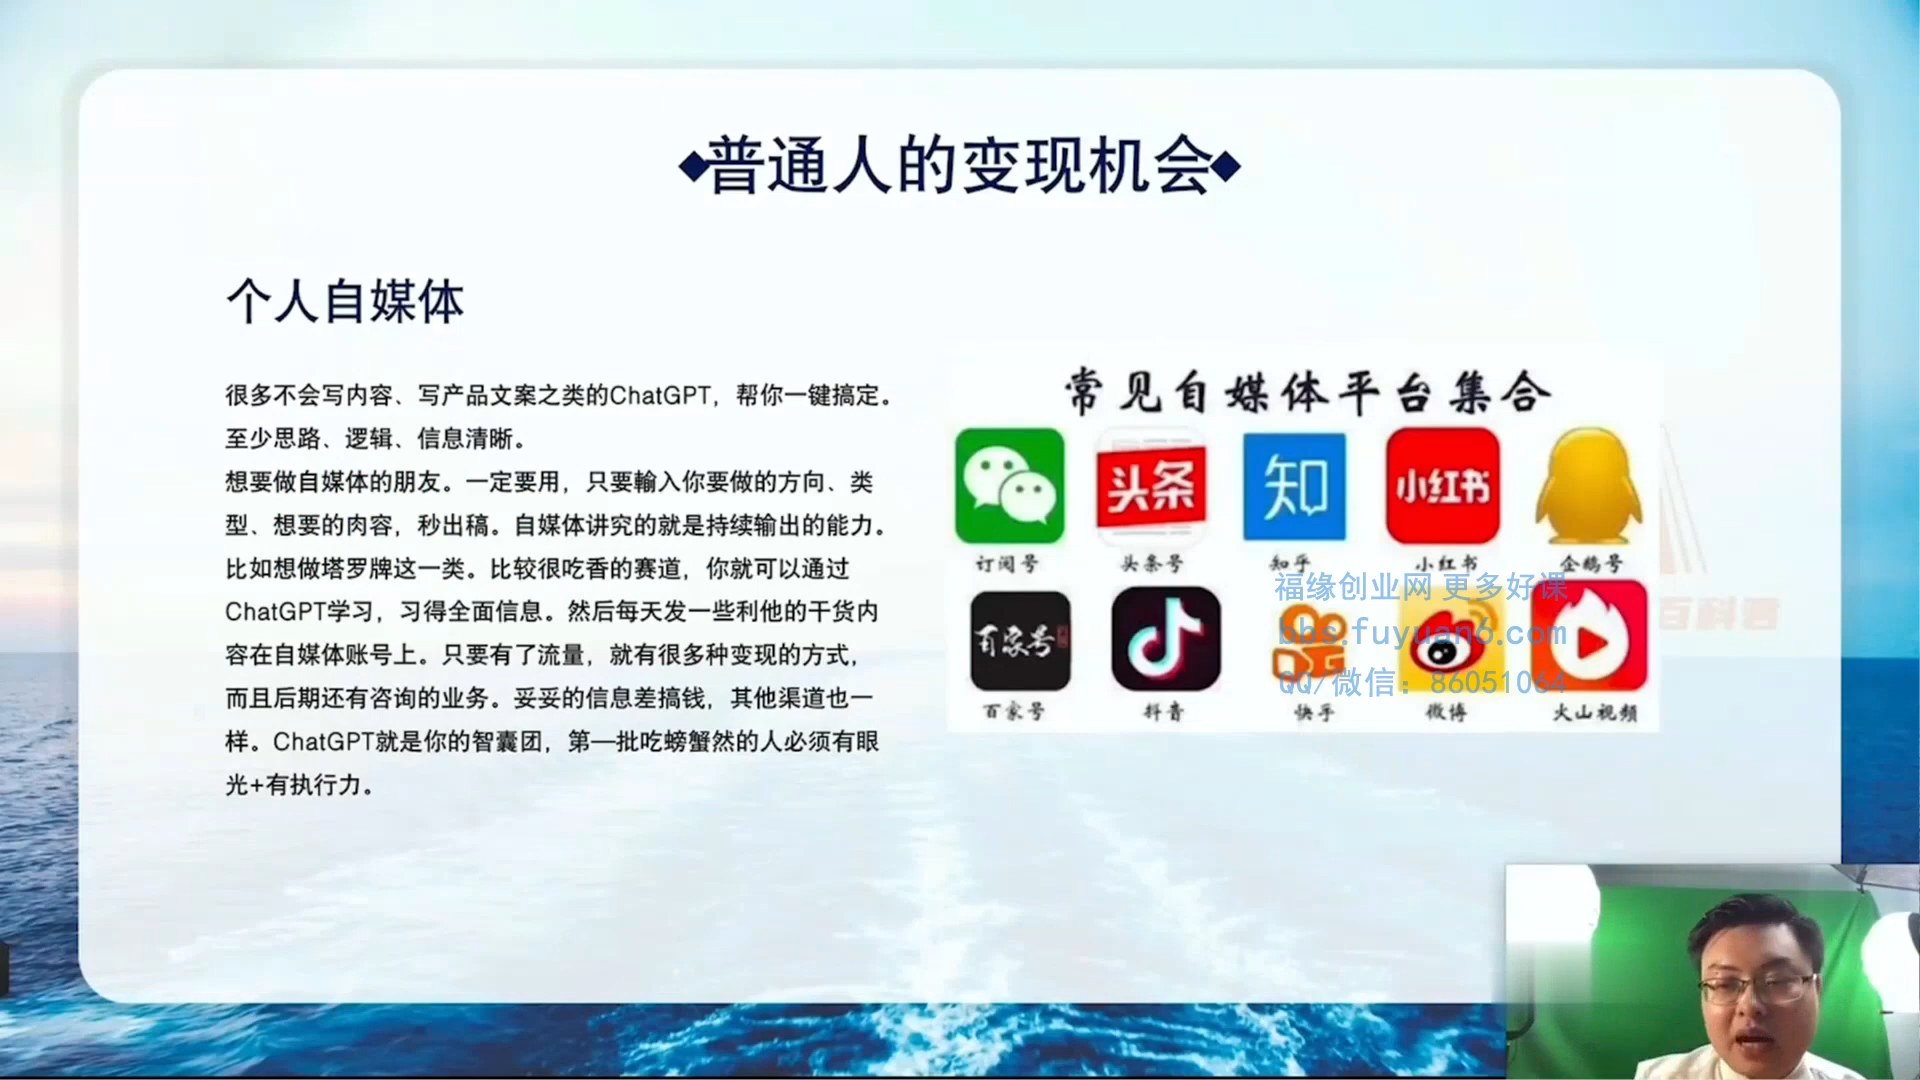 ◆普通人的变现机会◆
个人自媒体
很多不会写内容、写产品文案之类的ChatGPT，帮你一键搞定。
至少思路、逻辑、信息清晰。
想要做自媒体的朋友。一定要用，只要輸入你要做的方向、类
型、想要的肉容，秒出稿。自媒体讲究的就是持续输出的能力。
比如想做塔罗牌这一类。比较很吃香的赛道，你就可以通过
ChatGPT学习，习得全面信息。然后每天发一些利他的干货内
容在自媒体账号上。只要有了流量，就有很多种变现的方式，
而且后期还有咨询的业务。妥妥的信息差搞钱，其他渠道也一
样。ChatGPT就是你的智囊团，第一批吃螃蟹然的人必须有眼
光+有执行力。
常见自媒体平台集合
头条
知
小红书
订阅号 头条号 知乎 小红书 企鹅号
福缘创业网 更多好课
bbs.fuyuan6.com
QQ/微信：86051064
百科君
百家号
百家号 抖音 快手 微博 火山视频